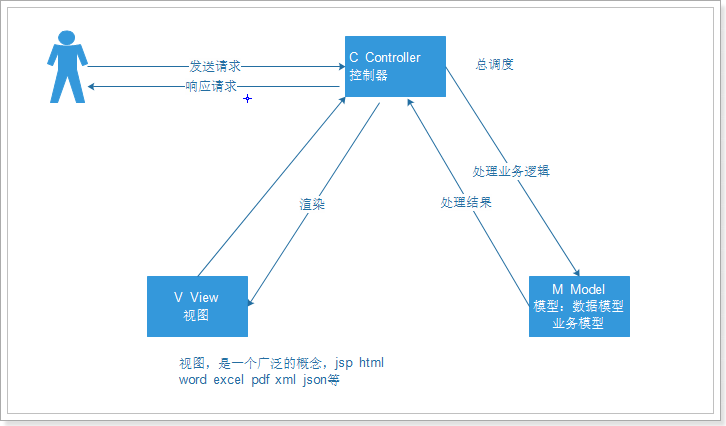 发送请求
响应请求
C Controller
控制器
总调度
处理业务逻辑
处理结果
渲染
V View
视图
M Model
模型：数据模型
业务模型
视图，是一个广泛的概念，jsp html
word excel pdf xml json等